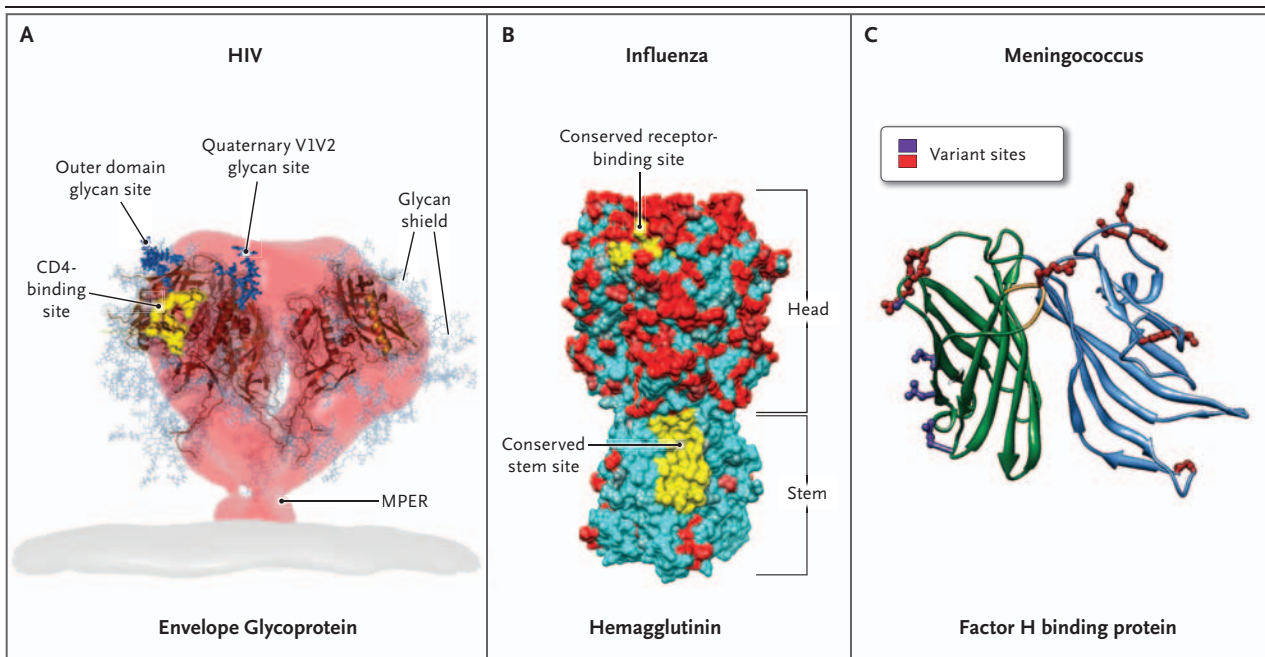 A
HIV
Outer domain
glycan site
Quaternary V1V2
glycan site
Glycan
shield
CD4-
binding
site
MPER
Envelope Glycoprotein
B
Influenza
Conserved receptor-
binding site
Head
Conserved
stem site
Stem
Hemagglutinin
C
Meningococcus
Variant sites
Factor H binding protein